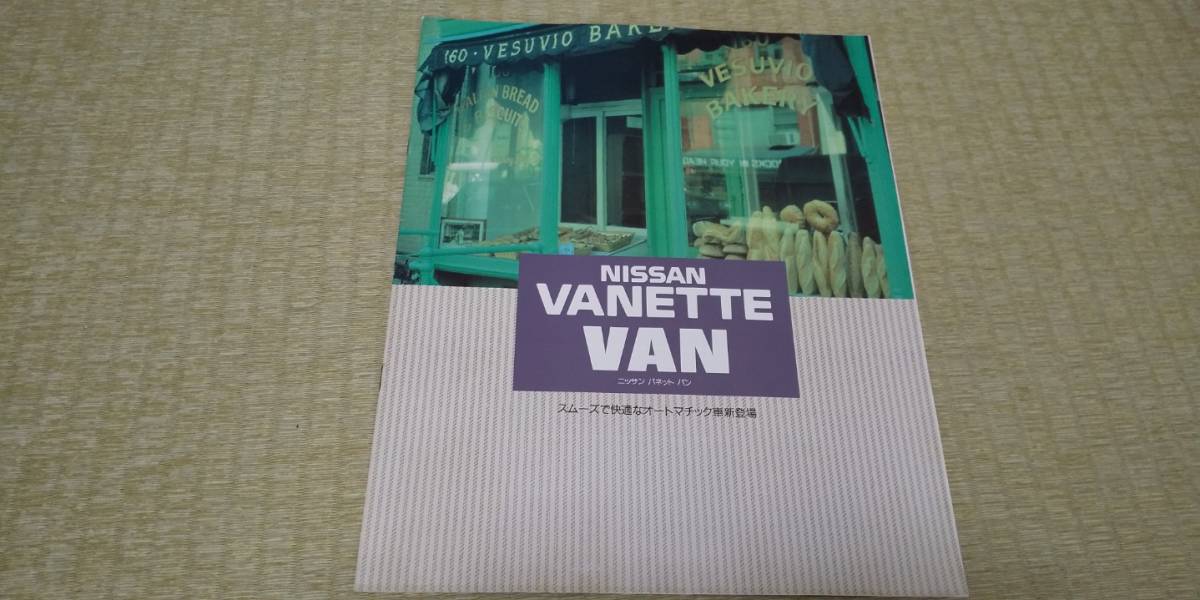 160 · VESUVIO BAKE
VESUVIO
BAKERY
BREAD
NISSAN
VANETTE
VAN
ニッサン バネット バン
スムーズで快適なオートマチック車新登場